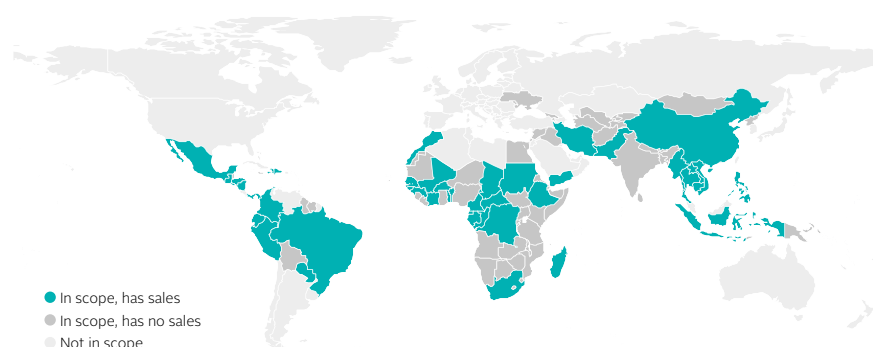 In scope, has sales
In scope, has no sales
Not in scope